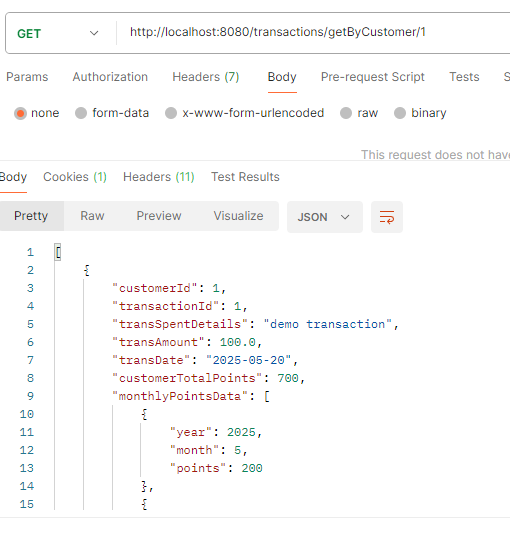 GET http://localhost:8080/transactions/getByCustomer/1
Params Authorization Headers (7) Body Pre-request Script Tests S
none form-data x-www-form-urlencoded raw binary
This request does not have
Body Cookies (1) Headers (11) Test Results
Pretty Raw Preview Visualize JSON
1 [
2 {
3 "customerId": 1,
4 "transactionId": 1,
5 "transSpentDetails": "demo transaction",
6 "transAmount": 100.0,
7 "transDate": "2025-05-20",
8 "customerTotalPoints": 700,
9 "monthlyPointsData": [
10 {
11 "year": 2025,
12 "month": 5,
13 "points": 200
14 },
15 {